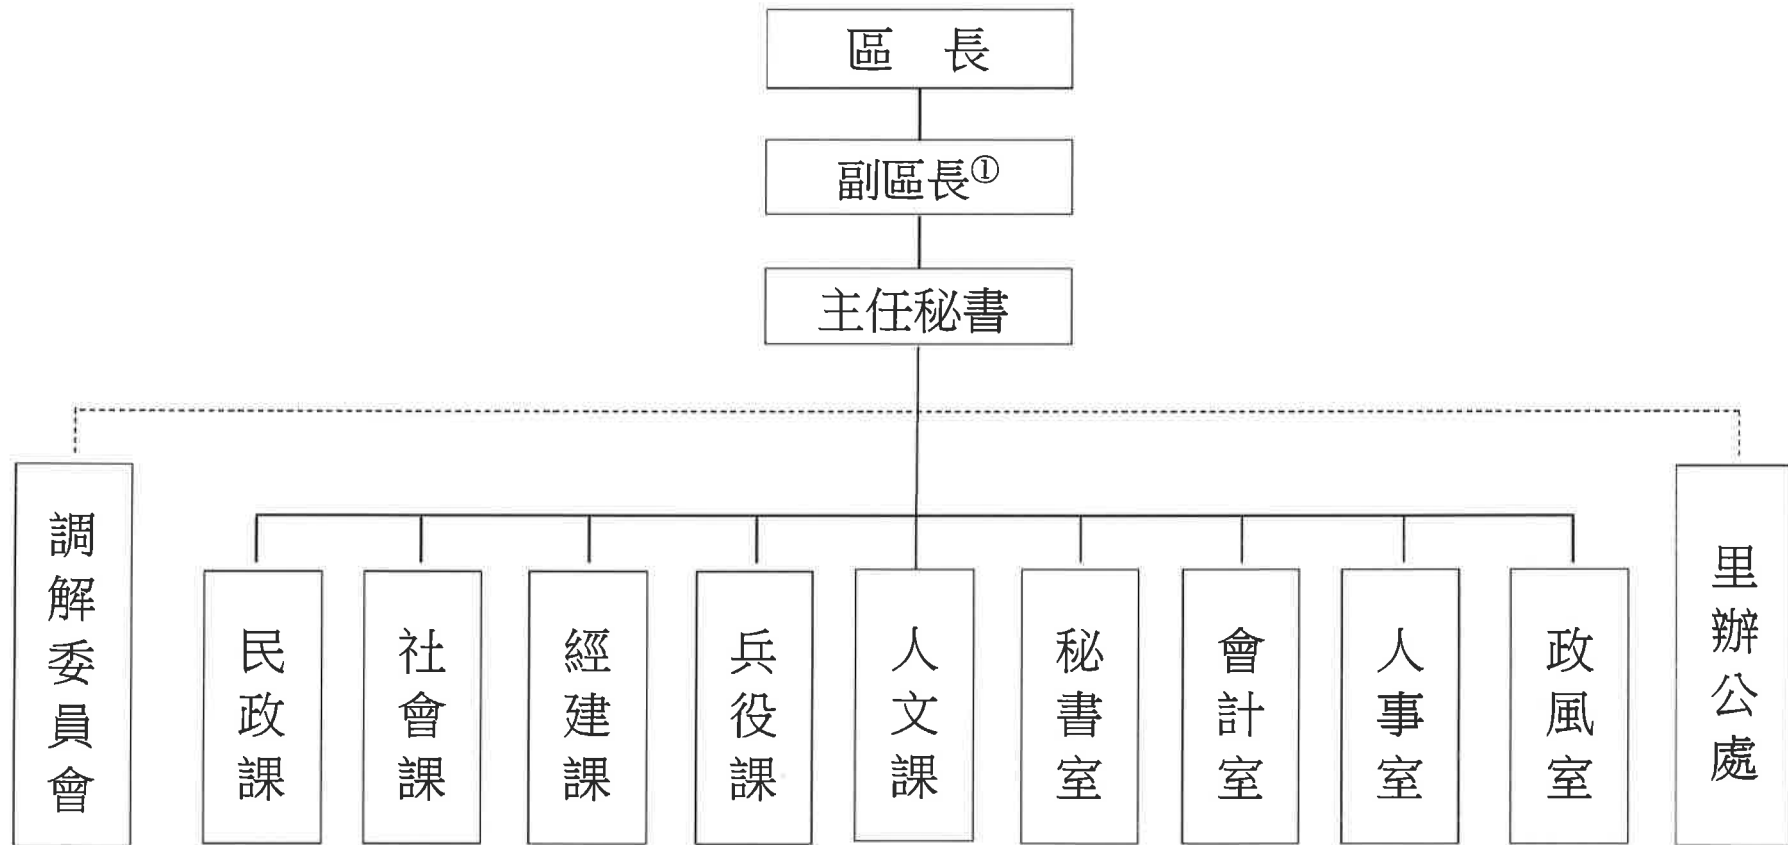 區 長
副區長①
主任秘書
調解委員會
民政課
社會課
經建課
兵役課
人文課
秘書室
會計室
人事室
政風室
里辦公處